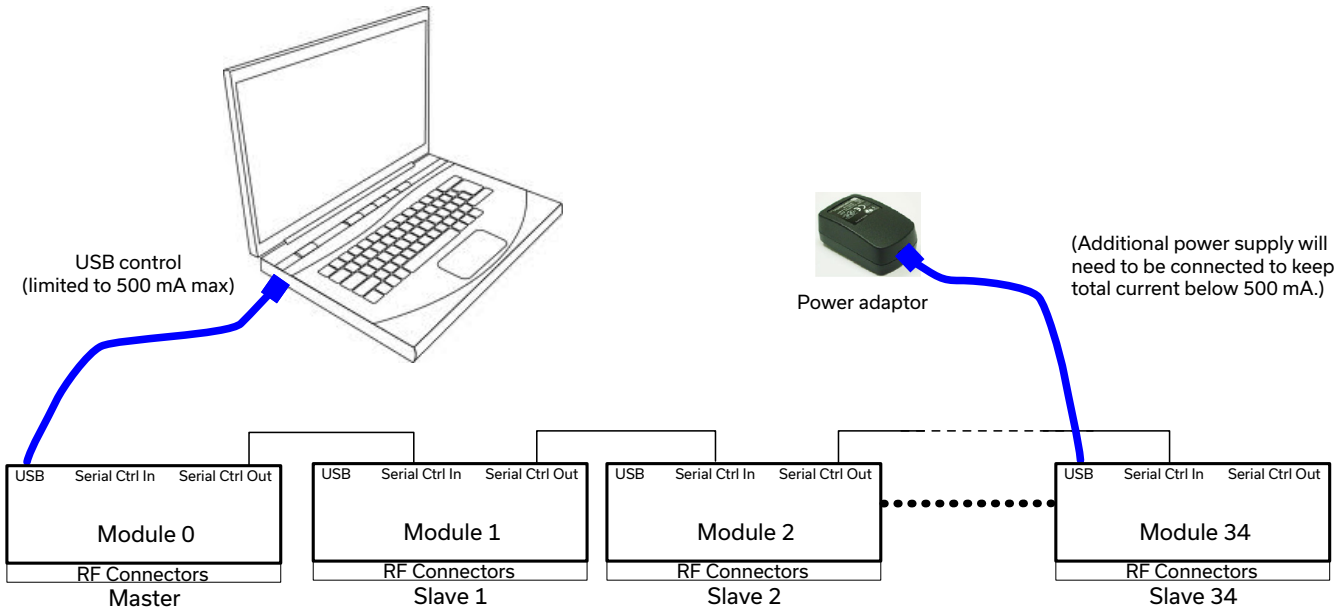 USB control
(limited to 500 mA max)
Power adaptor
(Additional power supply will
need to be connected to keep
total current below 500 mA.)
USB Serial Ctrl In Serial Ctrl Out
Module 0
RF Connectors
Master
USB Serial Ctrl In Serial Ctrl Out
Module 1
RF Connectors
Slave 1
USB Serial Ctrl In Serial Ctrl Out
Module 2
RF Connectors
Slave 2
USB Serial Ctrl In Serial Ctrl Out
Module 34
RF Connectors
Slave 34